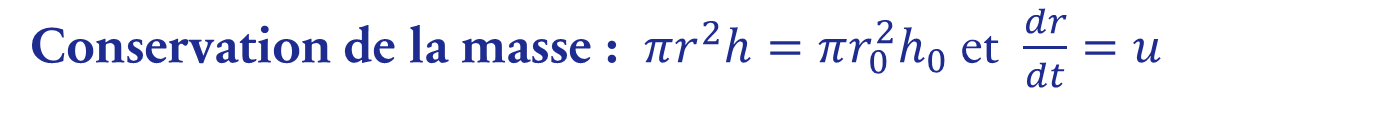 Conservation de la masse : πr²h = πr₀²h₀ et dr/dt = u